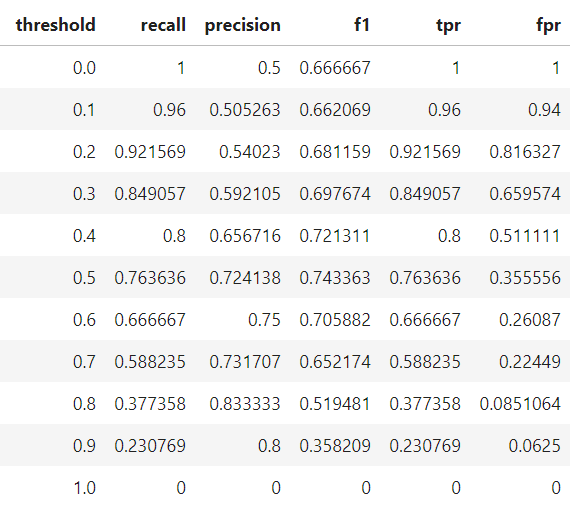 threshold recall precision f1 tpr fpr
0.0 1 0.5 0.666667 1 1
0.1 0.96 0.505263 0.662069 0.96 0.94
0.2 0.921569 0.54023 0.681159 0.921569 0.816327
0.3 0.849057 0.592105 0.697674 0.849057 0.659574
0.4 0.8 0.656716 0.721311 0.8 0.511111
0.5 0.763636 0.724138 0.743363 0.763636 0.355556
0.6 0.666667 0.75 0.705882 0.666667 0.26087
0.7 0.588235 0.731707 0.652174 0.588235 0.22449
0.8 0.377358 0.833333 0.519481 0.377358 0.0851064
0.9 0.230769 0.8 0.358209 0.230769 0.0625
1.0 0 0 0 0 0